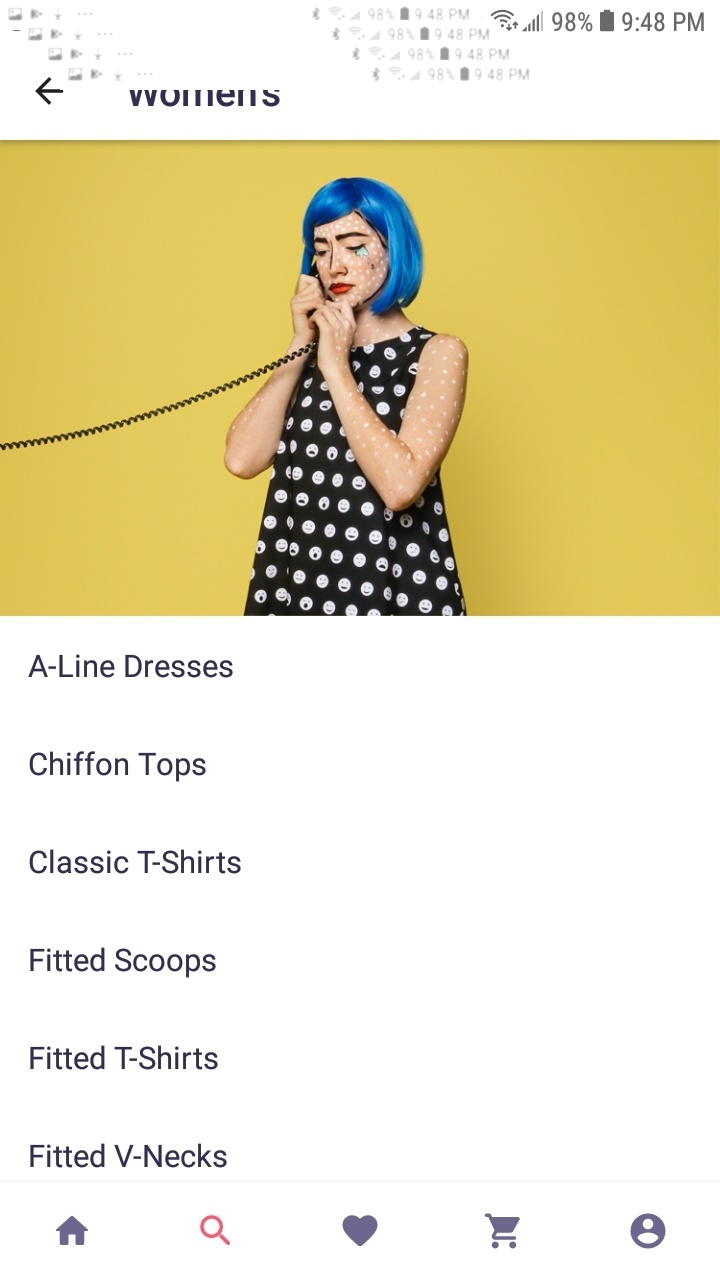 98% 9:48 PM
98% 9 48 PM
98% 9 48 PM
98% 9 48 PM
98% 9 48 PM
Women's
A-Line Dresses
Chiffon Tops
Classic T-Shirts
Fitted Scoops
Fitted T-Shirts
Fitted V-Necks